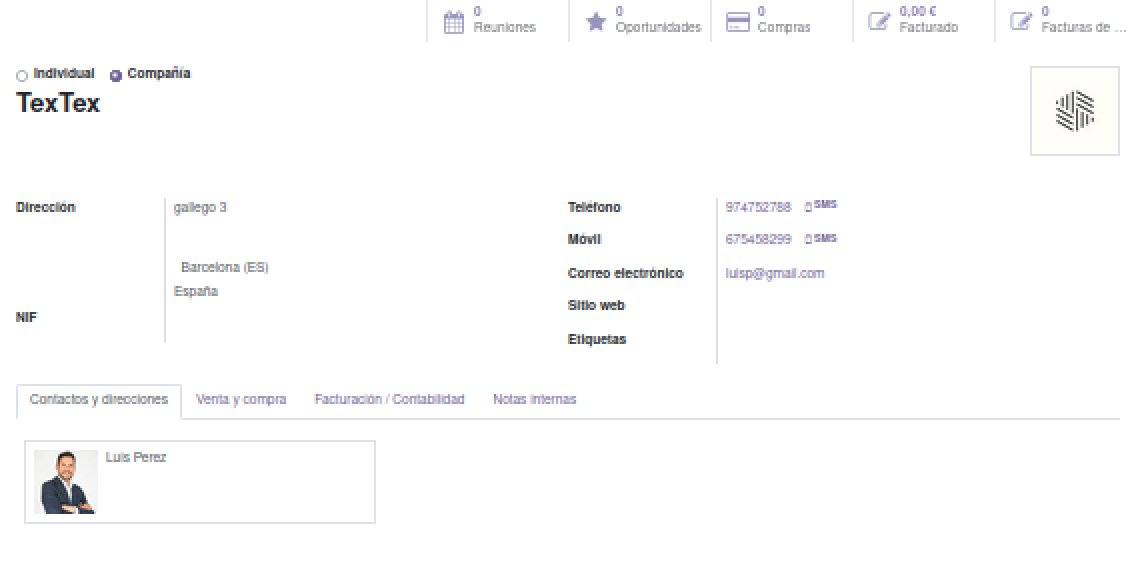 0
Reuniones
0
Oportunidades
0
Compras
0,00 €
Facturado
0
Facturas de ...
Individual Compañía
TexTex
Dirección gallego 3
Barcelona (ES)
España
NIF
Teléfono 974752788 SMS
Móvil 675458299 SMS
Correo electrónico luisp@gmail.com
Sitio web
Etiquetas
Contactos y direcciones Venta y compra Facturación / Contabilidad Notas internas
Luis Perez